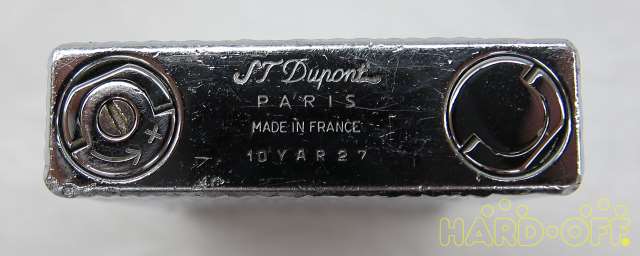 S.T. Dupont
PARIS
MADE IN FRANCE
10YAR27
+
HARD·OFF